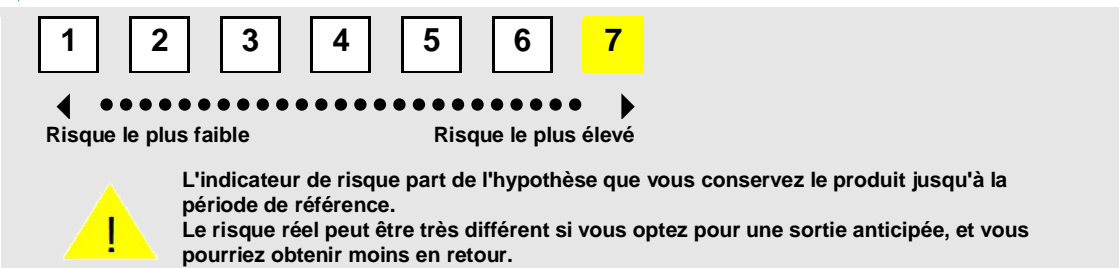 1 2 3 4 5 6 7
Risque le plus faible Risque le plus élevé
L'indicateur de risque part de l'hypothèse que vous conservez le produit jusqu'à la
période de référence.
Le risque réel peut être très différent si vous optez pour une sortie anticipée, et vous
pourriez obtenir moins en retour.
!